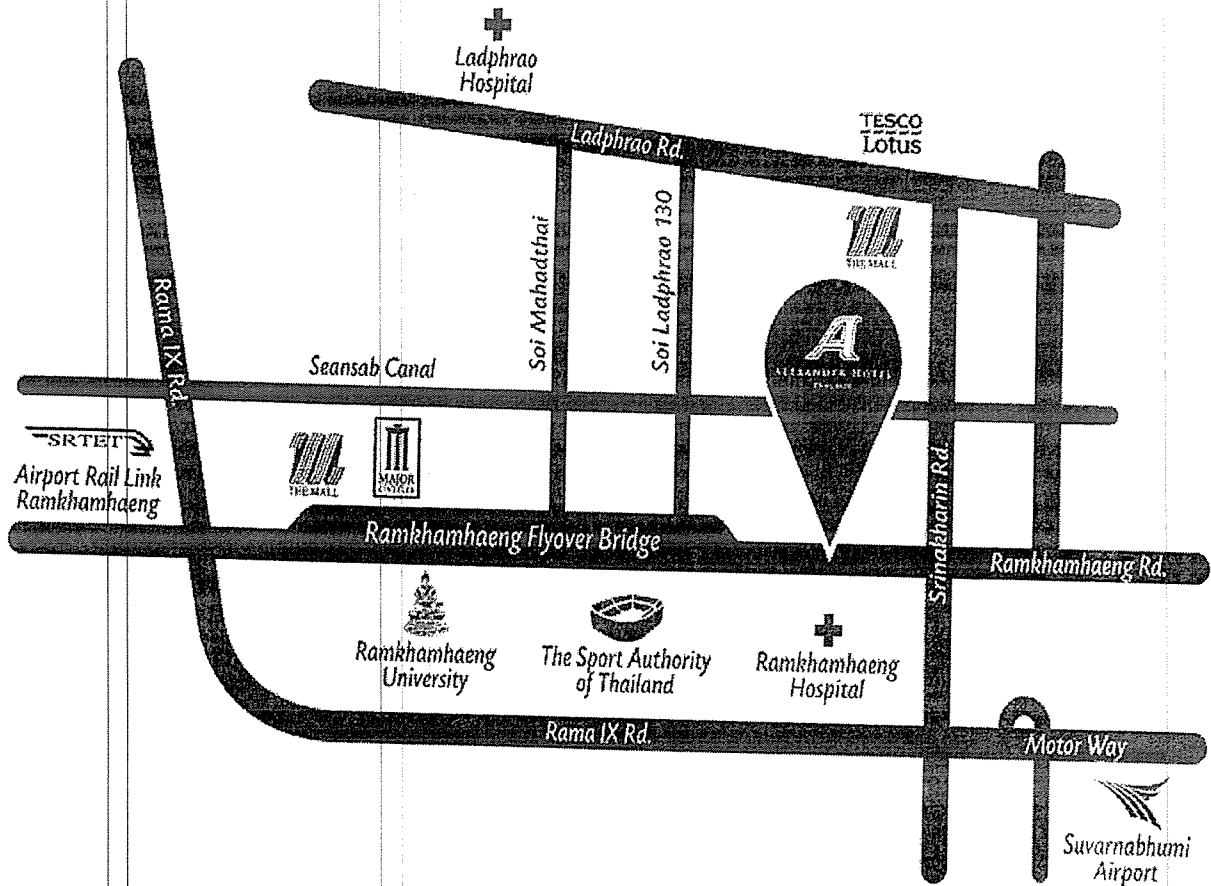 Ladphrao
Hospital
Ladphrao Rd.
TESCO
Lotus
THE MALL
Soi Mahadthai
Soi Ladphrao 130
A
ALEXANDER HOTEL
Rama IX Rd.
Seansab Canal
SRTET
Airport Rail Link
Ramkhamhaeng
THE MALL
MAJOR
Ramkhamhaeng Flyover Bridge
Srinakharin Rd.
Ramkhamhaeng Rd.
Ramkhamhaeng
University
The Sport Authority
of Thailand
Ramkhamhaeng
Hospital
Rama IX Rd.
Motor Way
Suvarnabhumi
Airport